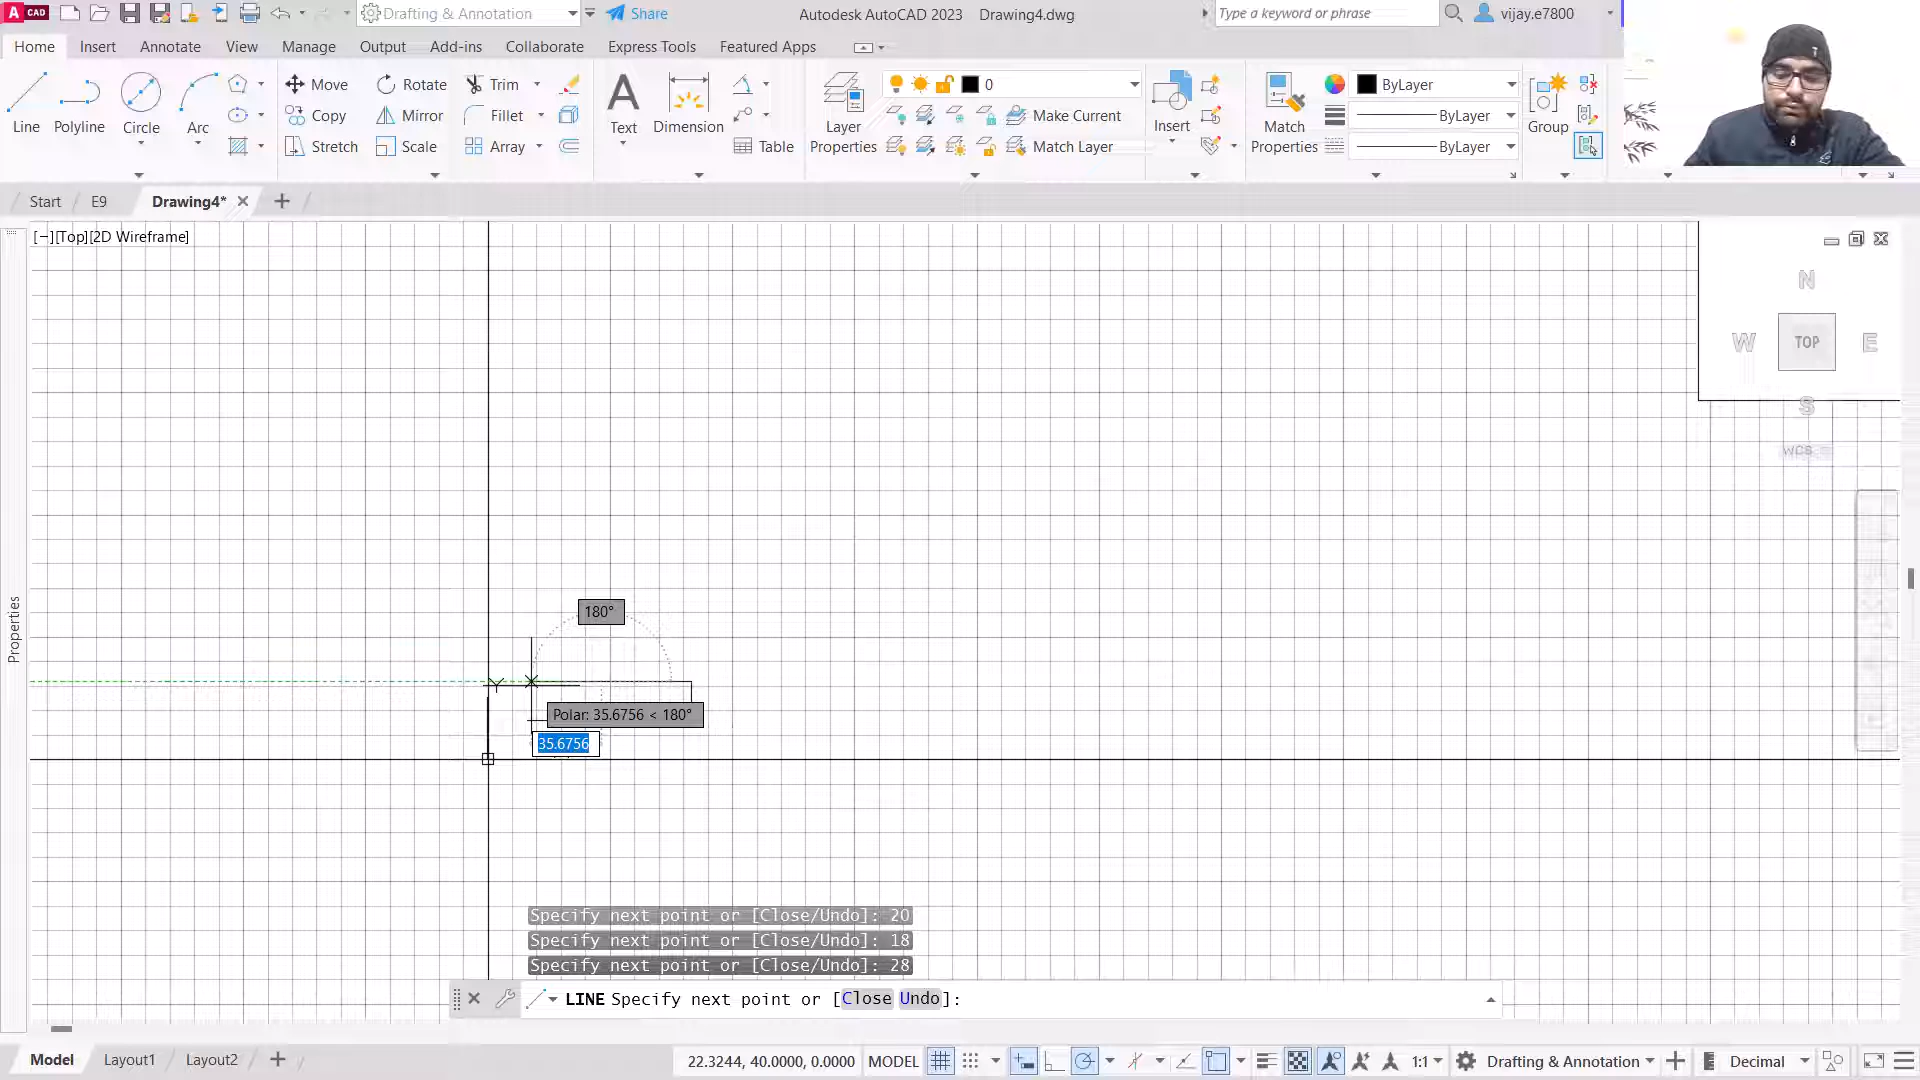 CAD
Drafting & Annotation
Share
Autodesk AutoCAD 2023 Drawing4.dwg
Type a keyword or phrase
vijay.e7800
Home Insert Annotate View Manage Output Add-ins Collaborate Express Tools Featured Apps
Line
Polyline
Circle
Arc
Move
Rotate
Trim
Copy
Mirror
Fillet
Stretch
Scale
Array
Text
Dimension
Table
Layer
Properties
0
Make Current
Match Layer
Insert
Match
Properties
ByLayer
ByLayer
ByLayer
Group
Start E9 Drawing4*
[−][Top][2D Wireframe]
N
W TOP E
S
WCS
Properties
180°
Y
Polar: 35.6756 < 180°
35.6756
Specify next point or [Close/Undo]: 20
Specify next point or [Close/Undo]: 18
Specify next point or [Close/Undo]: 28
LINE Specify next point or [Close Undo]:
Model Layout1 Layout2
22.3244, 40.0000, 0.0000 MODEL
1:1
Drafting & Annotation
Decimal